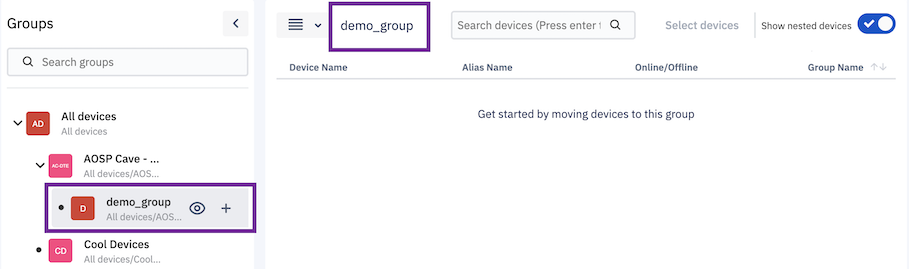 Groups
Search groups
AD
All devices
All devices
AC-DTE
AOSP Cave - ...
All devices/AOS...
D
demo_group
All devices/AOS...
CD
Cool Devices
All devices/Cool...
demo_group
Search devices (Press enter t
Select devices
Show nested devices
Device Name Alias Name Online/Offline Group Name
Get started by moving devices to this group